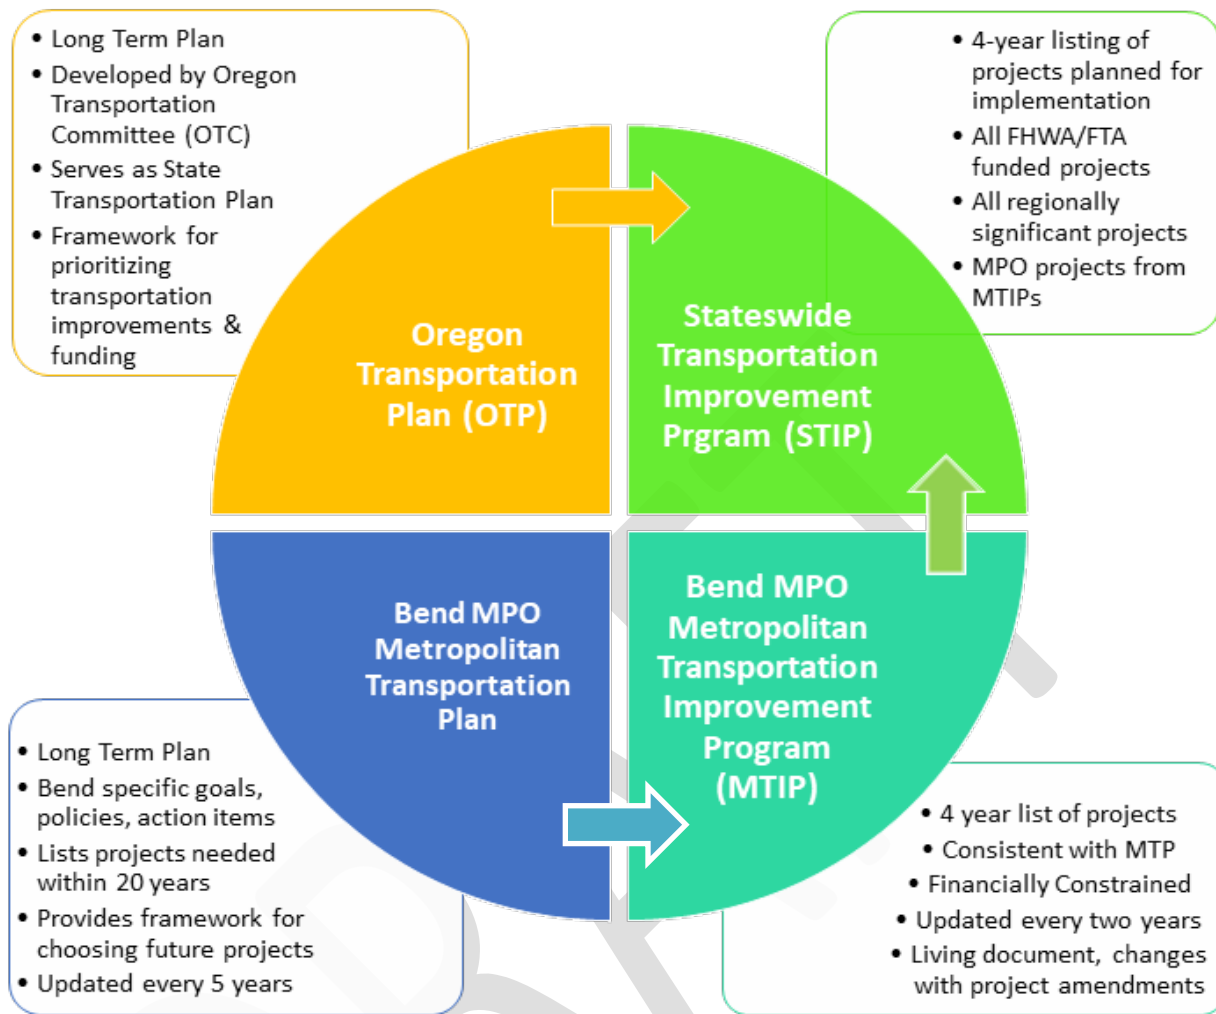 • Long Term Plan
• Developed by Oregon
Transportation
Committee (OTC)
• Serves as State
Transportation Plan
• Framework for
prioritizing
transportation
improvements &
funding
• 4-year listing of
projects planned for
implementation
• All FHWA/FTA
funded projects
• All regionally
significant projects
• MPO projects from
MTIPs
Oregon
Transportation
Plan (OTP)
Stateswide
Transportation
Improvement
Prgram (STIP)
Bend MPO
Metropolitan
Transportation
Plan
Bend MPO
Metropolitan
Transportation
Improvement
Program
(MTIP)
• Long Term Plan
• Bend specific goals,
policies, action items
• Lists projects needed
within 20 years
• Provides framework for
choosing future projects
• Updated every 5 years
• 4 year list of projects
• Consistent with MTP
• Financially Constrained
• Updated every two years
• Living document, changes
with project amendments